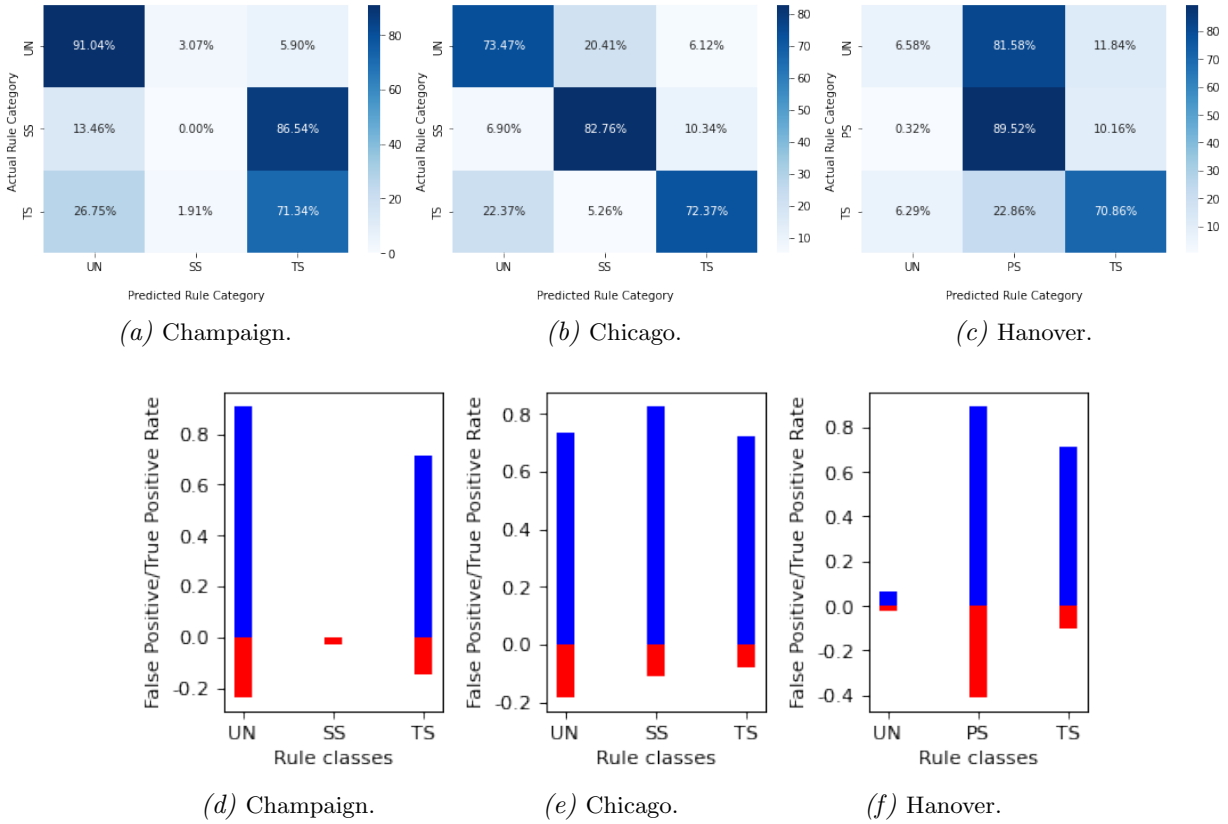 Actual Rule Category
UN
SS
TS
91.04% 3.07% 5.90%
13.46% 0.00% 86.54%
26.75% 1.91% 71.34%
UN SS TS
Predicted Rule Category
80
60
40
20
0
(a) Champaign.
Actual Rule Category
UN
SS
TS
73.47% 20.41% 6.12%
6.90% 82.76% 10.34%
22.37% 5.26% 72.37%
UN SS TS
Predicted Rule Category
80
70
60
50
40
30
20
10
(b) Chicago.
Actual Rule Category
UN
PS
TS
6.58% 81.58% 11.84%
0.32% 89.52% 10.16%
6.29% 22.86% 70.86%
UN PS TS
Predicted Rule Category
80
70
60
50
40
30
20
10
(c) Hanover.
False Positive/True Positive Rate
0.8
0.6
0.4
0.2
0.0
-0.2
UN SS TS
Rule classes
(d) Champaign.
False Positive/True Positive Rate
0.8
0.6
0.4
0.2
0.0
-0.2
UN SS TS
Rule classes
(e) Chicago.
False Positive/True Positive Rate
0.8
0.6
0.4
0.2
0.0
-0.2
-0.4
UN PS TS
Rule classes
(f) Hanover.